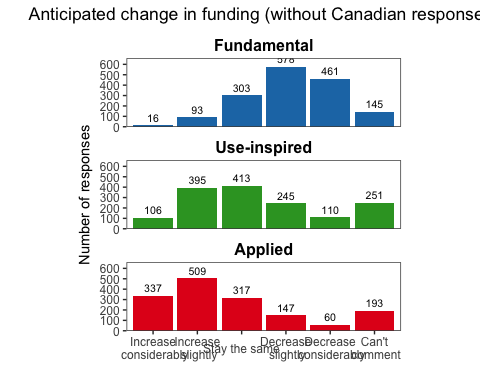 Anticipated change in funding (without Canadian response
Fundamental
600
500
400
300
200
100
0
16
93
303
578
461
145
Use-inspired
600
500
400
300
200
100
0
106
395
413
245
110
251
Applied
600
500
400
300
200
100
0
337
509
317
147
60
193
Number of responses
Increase
considerably
Increase
slightly
Stay the same
Decrease
slightly
Decrease
considerably
Can't
comment